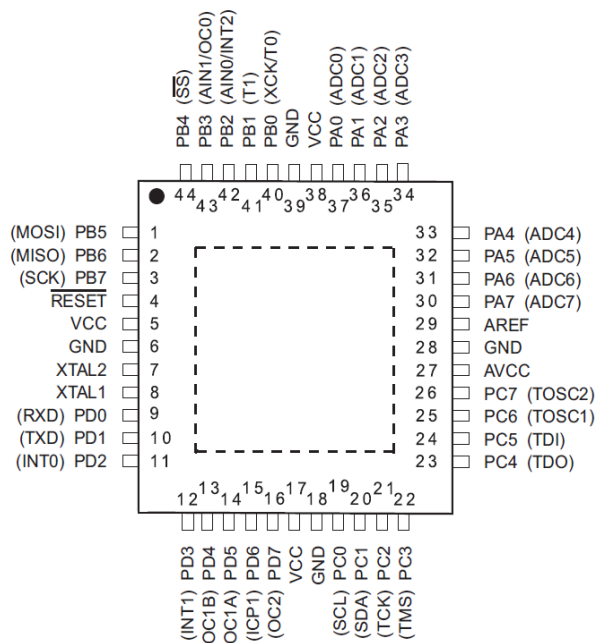 PB4 (SS)
PB3 (AIN1/OC0)
PB2 (AIN0/INT2)
PB1 (T1)
PB0 (XCK/T0)
GND
VCC
PA0 (ADC0)
PA1 (ADC1)
PA2 (ADC2)
PA3 (ADC3)
44 43 42 41 40 39 38 37 36 35 34
(MOSI) PB5 1
(MISO) PB6 2
(SCK) PB7 3
RESET 4
VCC 5
GND 6
XTAL2 7
XTAL1 8
(RXD) PD0 9
(TXD) PD1 10
(INT0) PD2 11
33 PA4 (ADC4)
32 PA5 (ADC5)
31 PA6 (ADC6)
30 PA7 (ADC7)
29 AREF
28 GND
27 AVCC
26 PC7 (TOSC2)
25 PC6 (TOSC1)
24 PC5 (TDI)
23 PC4 (TDO)
12 13 14 15 16 17 18 19 20 21 22
(INT1) PD3
OC1B) PD4
OC1A) PD5
(ICP1) PD6
(OC2) PD7
VCC
GND
(SCL) PC0
(SDA) PC1
(TCK) PC2
(TMS) PC3